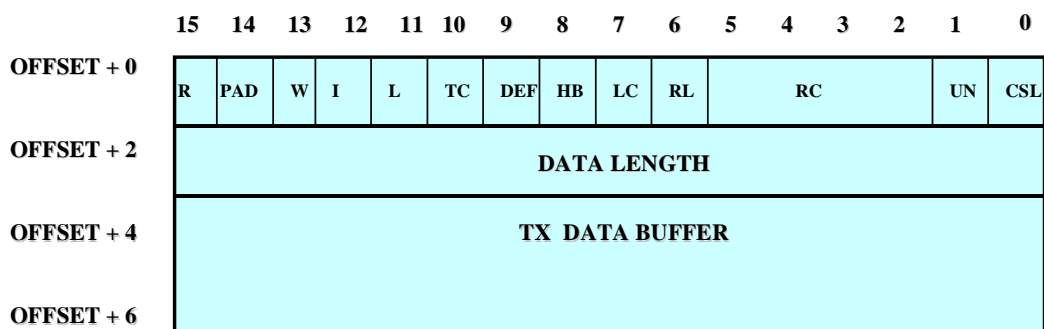 15 14 13 12 11 10 9 8 7 6 5 4 3 2 1 0
OFFSET + 0
R PAD W I L TC DEF HB LC RL RC UN CSL
OFFSET + 2
DATA LENGTH
OFFSET + 4
TX DATA BUFFER
OFFSET + 6